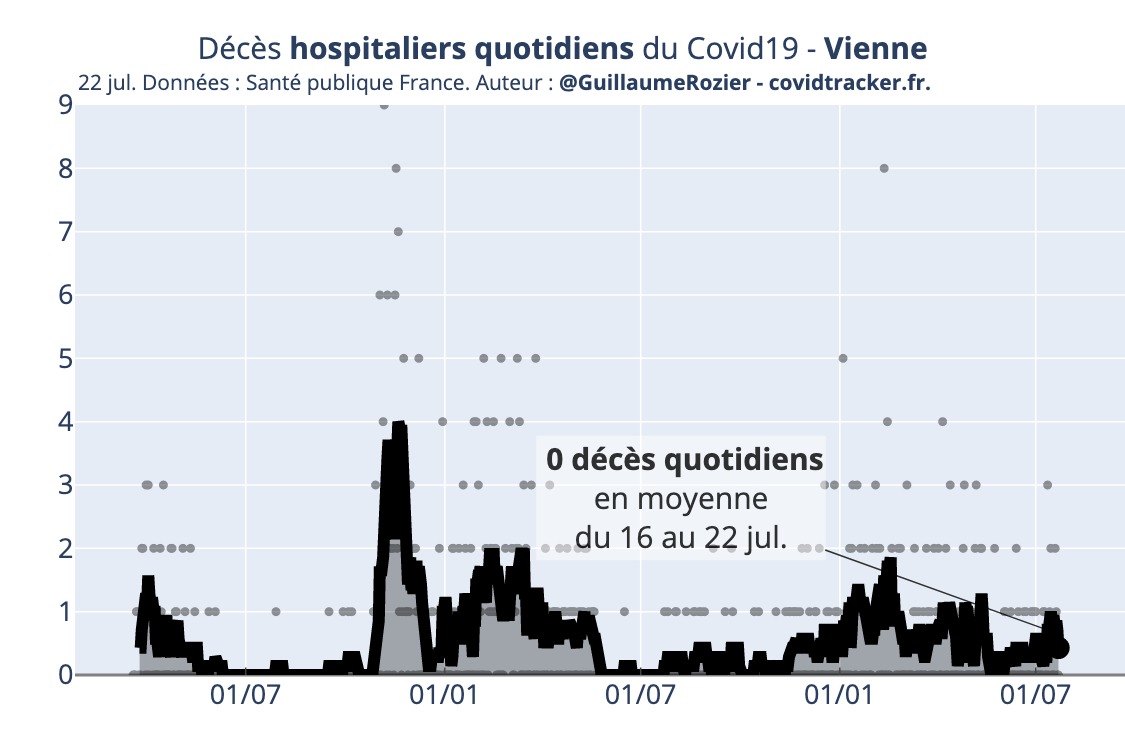 Décès hospitaliers quotidiens du Covid19 - Vienne
22 jul. Données : Santé publique France. Auteur : @GuillaumeRozier - covidtracker.fr.
9
8
7
6
5
4
3
2
1
0
0 décès quotidiens
en moyenne
du 16 au 22 jul.
01/07 01/01 01/07 01/01 01/07